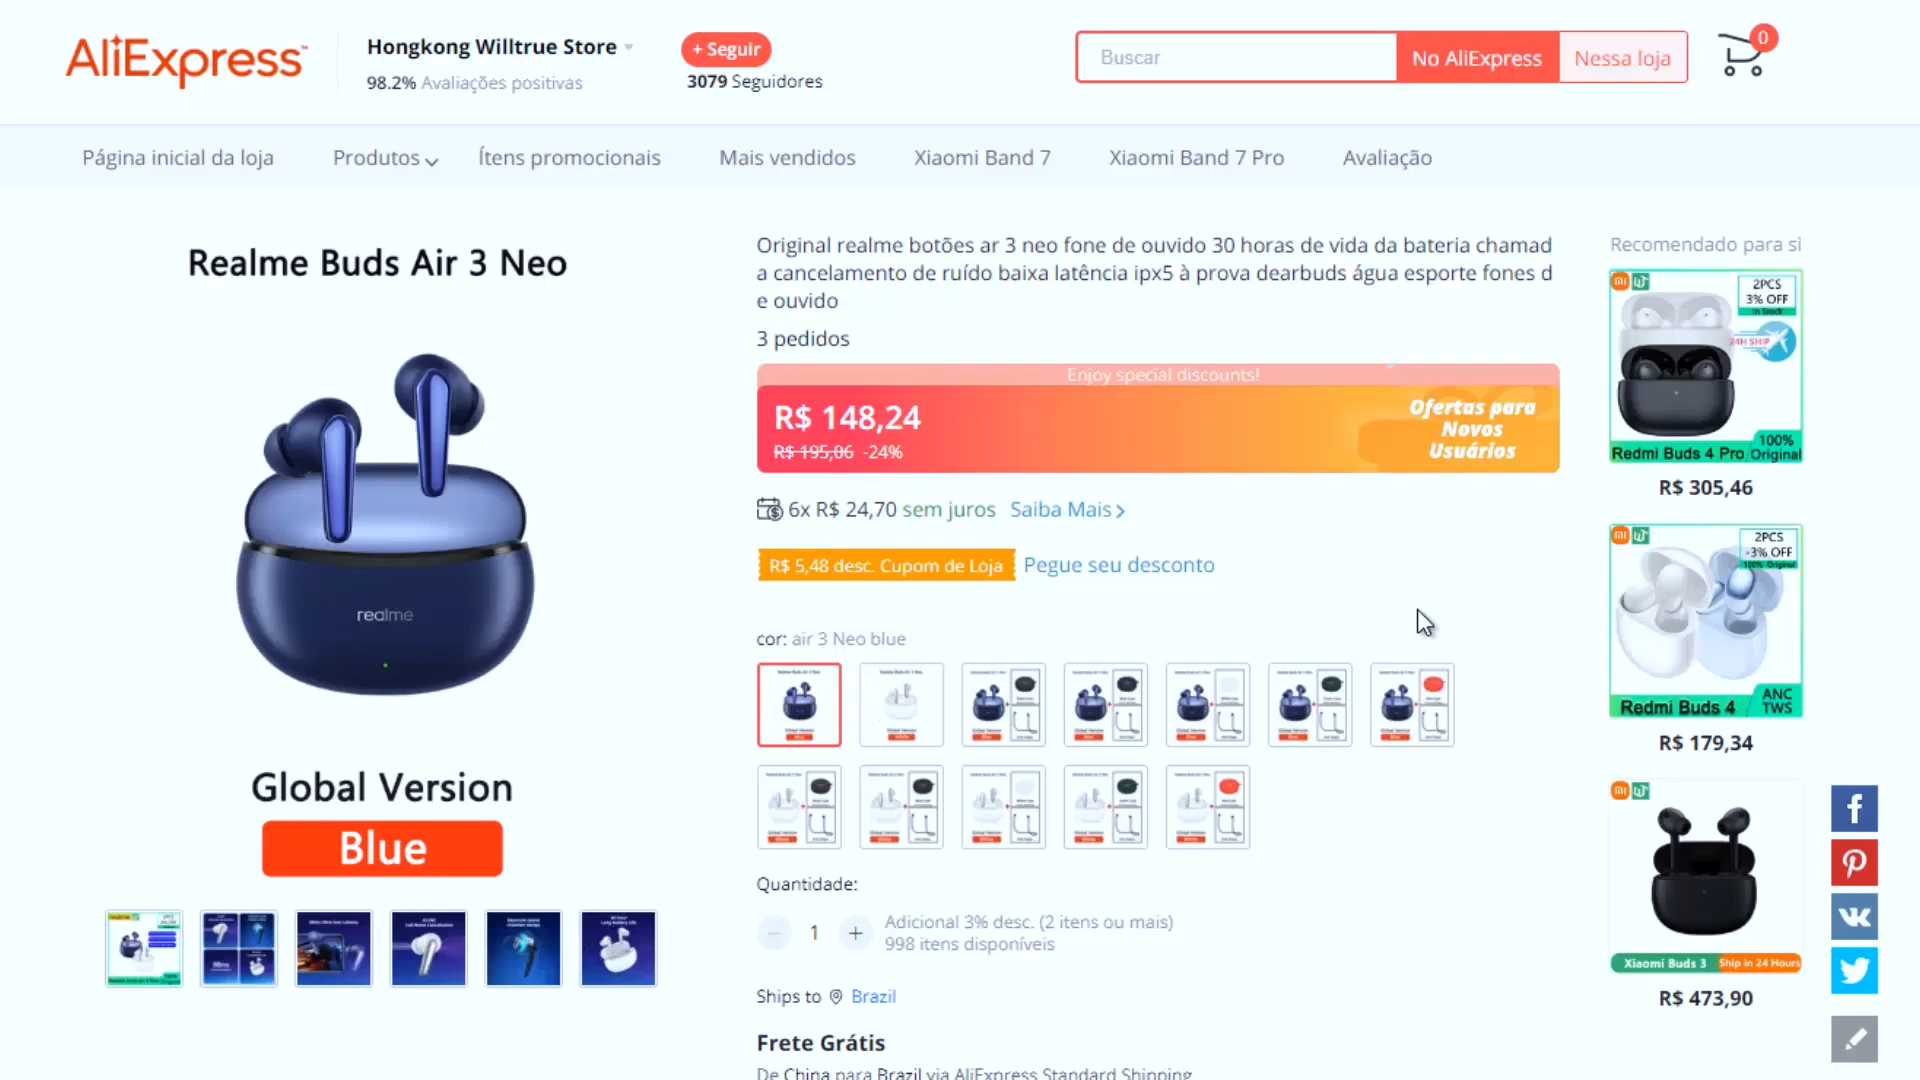 AliExpress™
Hongkong Willtrue Store
98.2% Avaliações positivas
+ Seguir
3079 Seguidores
Buscar
No AliExpress
Nessa loja
0
Página inicial da loja
Produtos
Ítens promocionais
Mais vendidos
Xiaomi Band 7
Xiaomi Band 7 Pro
Avaliação
Realme Buds Air 3 Neo
realme
Global Version
Blue
Original realme botões ar 3 neo fone de ouvido 30 horas de vida da bateria chamad
a cancelamento de ruído baixa latência ipx5 à prova dearbuds água esporte fones d
e ouvido
3 pedidos
Enjoy special discounts!
R$ 148,24
R$ 195,06 -24%
Ofertas para
Novos
Usuários
6x R$ 24,70 sem juros Saiba Mais
R$ 5,48 desc. Cupom de Loja Pegue seu desconto
cor: air 3 Neo blue
Quantidade:
1
Adicional 3% desc. (2 itens ou mais)
998 itens disponíveis
Ships to Brazil
Frete Grátis
De China para Brazil via AliExpress Standard Shipping
Recomendado para si
2PCS
3% OFF
In Stock
24H SHIP
100%
Redmi Buds 4 Pro Original
R$ 305,46
2PCS
-3% OFF
100% Original
ANC
Redmi Buds 4 TWS
R$ 179,34
Xiaomi Buds 3 Ship in 24 Hours
R$ 473,90